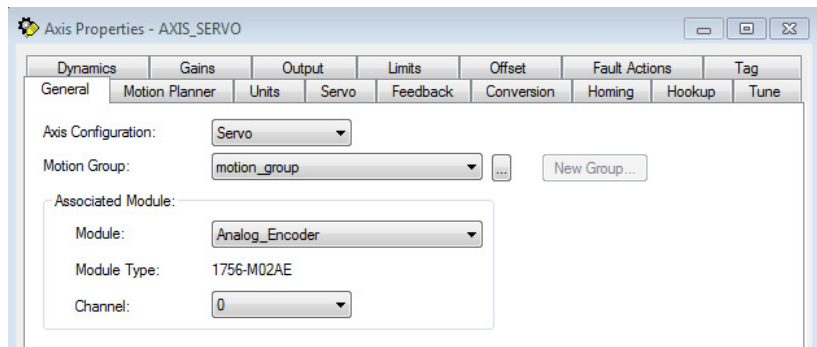 Axis Properties - AXIS_SERVO
Dynamics Gains Output Limits Offset Fault Actions Tag
General Motion Planner Units Servo Feedback Conversion Homing Hookup Tune
Axis Configuration: Servo
Motion Group: motion_group ... New Group...
Associated Module:
Module: Analog_Encoder
Module Type: 1756-M02AE
Channel: 0